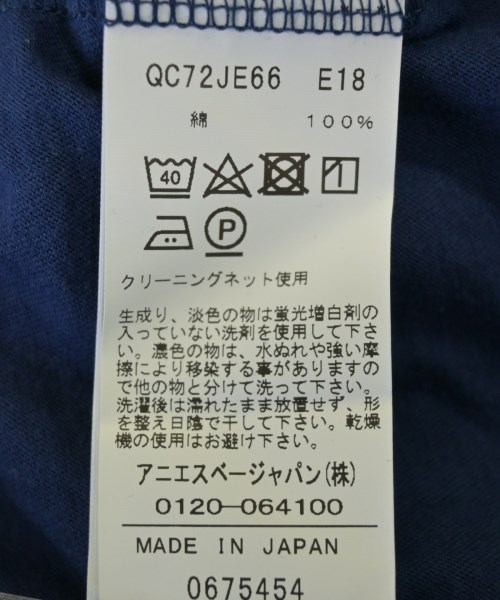 QC72JE66 E18
綿 100%
40
P
クリーニングネット使用
生成り、淡色の物は蛍光増白剤の
入っていない洗剤を使用して下さ
い。濃色の物は、水ぬれや強い摩
擦により移染する事がありますの
で他の物と分けて洗って下さい。
洗濯後は濡れたまま放置せず、形
を整え日陰で干して下さい。乾燥
機の使用はお避け下さい。
アニエスベージャパン(株)
0120-064100
MADE IN JAPAN
0675454